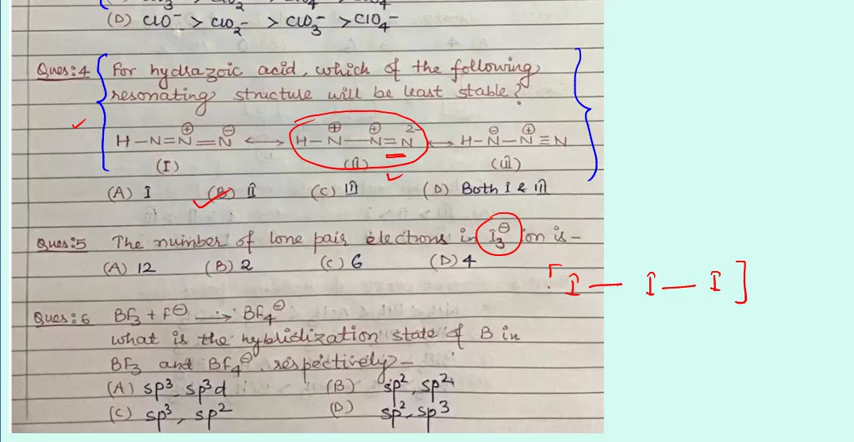 (D) ClO⁻ > ClO₂⁻ > ClO₃⁻ > ClO₄⁻
Ques:4 For hydrazoic acid, which of the following
resonating structure will be least stable?
H-N=N⊕=N⊖ ⟷ H-N⊕-N⊕=N²⁻ ⟷ H-N⊖-N⊕≡N
(I) (II) (III)
(A) I (B) II (C) III (D) Both I & III
Ques:5 The number of lone pair electrons in I₃⊖ ion is-
(A) 12 (B) 2 (C) 6 (D) 4
[I - I - I]
Ques:6 BF₃ + F⊖ → BF₄⊖
what is the hybridization state of B in
BF₃ and BF₄⊖ respectively-
(A) sp³, sp³d (B) sp², sp²
(C) sp³, sp² (D) sp², sp³